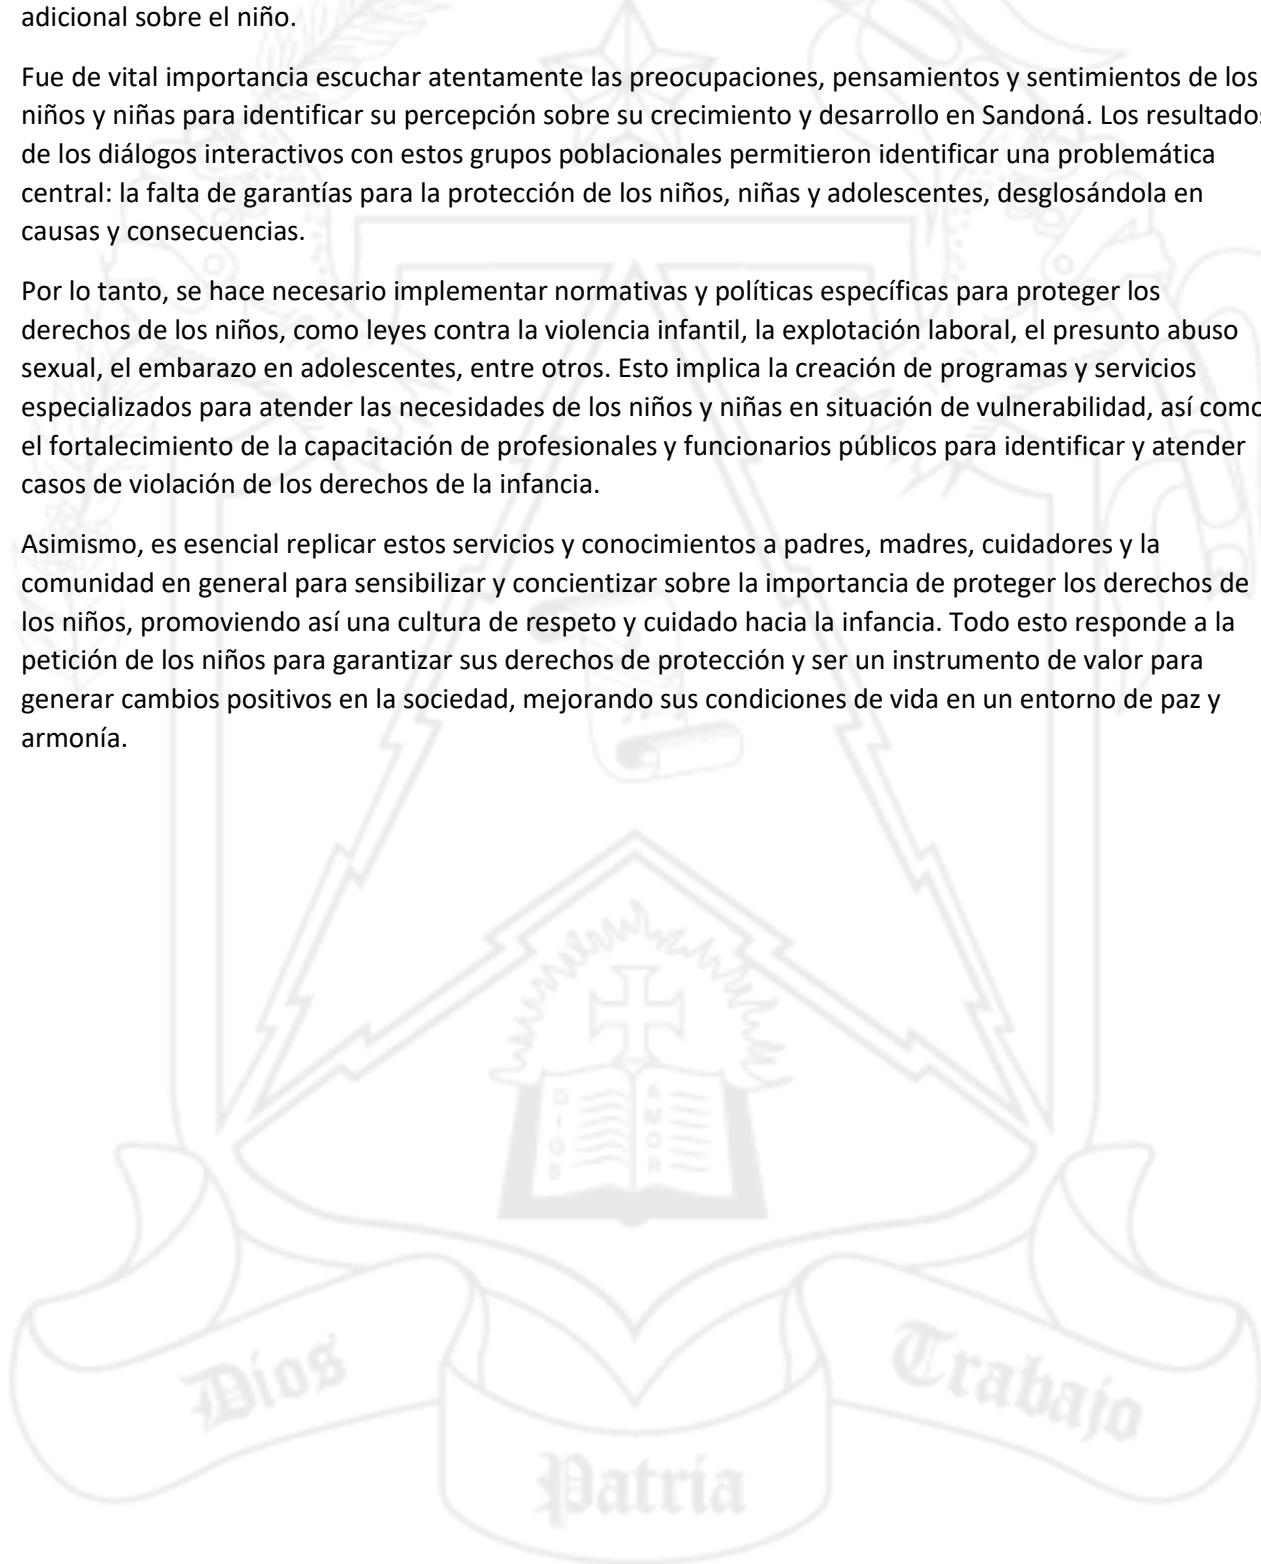 adicional sobre el niño.
Fue de vital importancia escuchar atentamente las preocupaciones, pensamientos y sentimientos de los
niños y niñas para identificar su percepción sobre su crecimiento y desarrollo en Sandoná. Los resultados
de los diálogos interactivos con estos grupos poblacionales permitieron identificar una problemática
central: la falta de garantías para la protección de los niños, niñas y adolescentes, desglosándola en
causas y consecuencias.
Por lo tanto, se hace necesario implementar normativas y políticas específicas para proteger los
derechos de los niños, como leyes contra la violencia infantil, la explotación laboral, el presunto abuso
sexual, el embarazo en adolescentes, entre otros. Esto implica la creación de programas y servicios
especializados para atender las necesidades de los niños y niñas en situación de vulnerabilidad, así como
el fortalecimiento de la capacitación de profesionales y funcionarios públicos para identificar y atender
casos de violación de los derechos de la infancia.
Asimismo, es esencial replicar estos servicios y conocimientos a padres, madres, cuidadores y la
comunidad en general para sensibilizar y concientizar sobre la importancia de proteger los derechos de
los niños, promoviendo así una cultura de respeto y cuidado hacia la infancia. Todo esto responde a la
petición de los niños para garantizar sus derechos de protección y ser un instrumento de valor para
generar cambios positivos en la sociedad, mejorando sus condiciones de vida en un entorno de paz y
armonía.
DIOS
AMOR
Dios
Patria
Trabajo